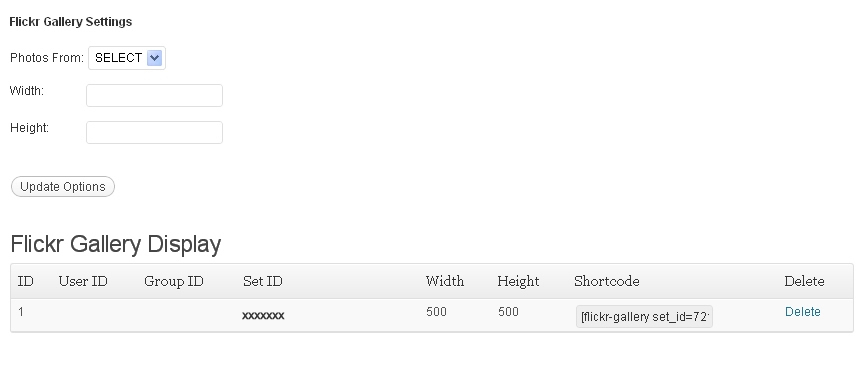 Flickr Gallery Settings
Photos From: SELECT
Width:
Height:
Update Options
Flickr Gallery Display
ID User ID Group ID Set ID Width Height Shortcode Delete
1 xxxxxxx 500 500 [flickr-gallery set_id=72 Delete